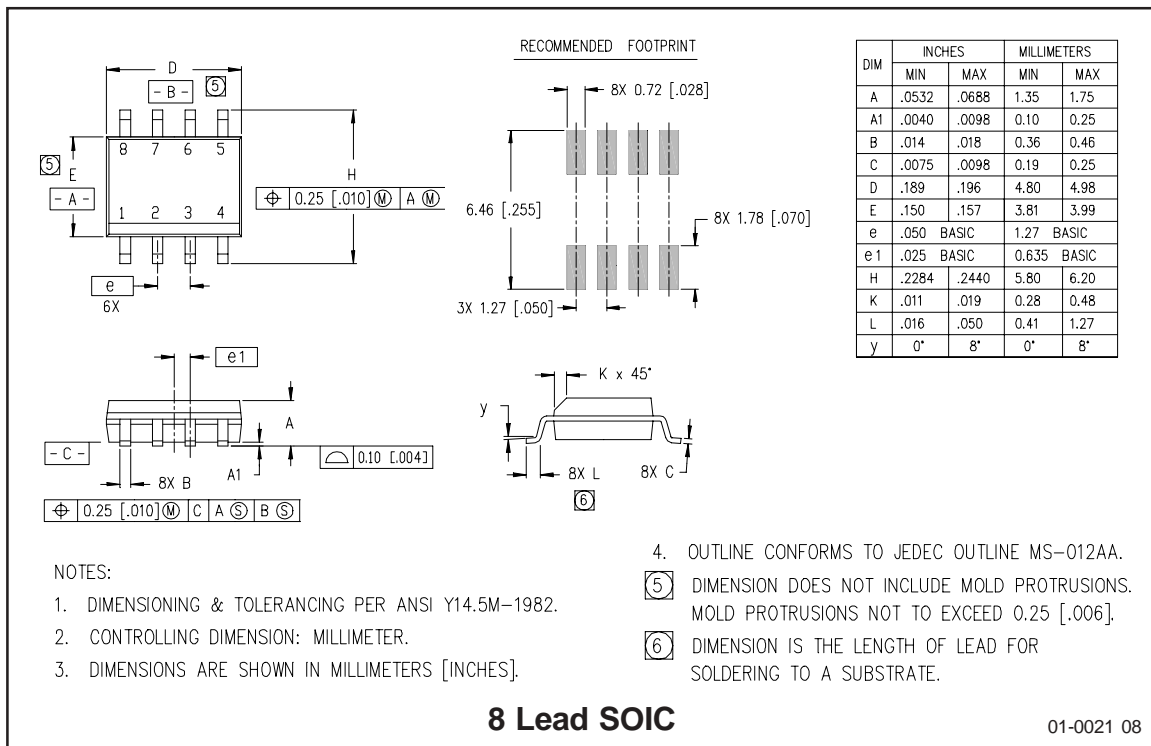 RECOMMENDED FOOTPRINT
D
- B -
5
8 7 6 5
5
E
- A -
1 2 3 4
H
⌖ 0.25 [.010] Ⓜ A Ⓜ
e
6X
8X 0.72 [.028]
6.46 [.255]
8X 1.78 [.070]
3X 1.27 [.050]
DIM INCHES MILLIMETERS
MIN MAX MIN MAX
A .0532 .0688 1.35 1.75
A1 .0040 .0098 0.10 0.25
B .014 .018 0.36 0.46
C .0075 .0098 0.19 0.25
D .189 .196 4.80 4.98
E .150 .157 3.81 3.99
e .050 BASIC 1.27 BASIC
e1 .025 BASIC 0.635 BASIC
H .2284 .2440 5.80 6.20
K .011 .019 0.28 0.48
L .016 .050 0.41 1.27
y 0° 8° 0° 8°
e1
A
- C -
8X B
A1
⌓ 0.10 [.004]
⌖ 0.25 [.010] Ⓜ C A Ⓢ B Ⓢ
K x 45°
y
8X L
6
8X C
NOTES:
1. DIMENSIONING & TOLERANCING PER ANSI Y14.5M-1982.
2. CONTROLLING DIMENSION: MILLIMETER.
3. DIMENSIONS ARE SHOWN IN MILLIMETERS [INCHES].
4. OUTLINE CONFORMS TO JEDEC OUTLINE MS-012AA.
5 DIMENSION DOES NOT INCLUDE MOLD PROTRUSIONS.
MOLD PROTRUSIONS NOT TO EXCEED 0.25 [.006].
6 DIMENSION IS THE LENGTH OF LEAD FOR
SOLDERING TO A SUBSTRATE.
8 Lead SOIC
01-0021 08